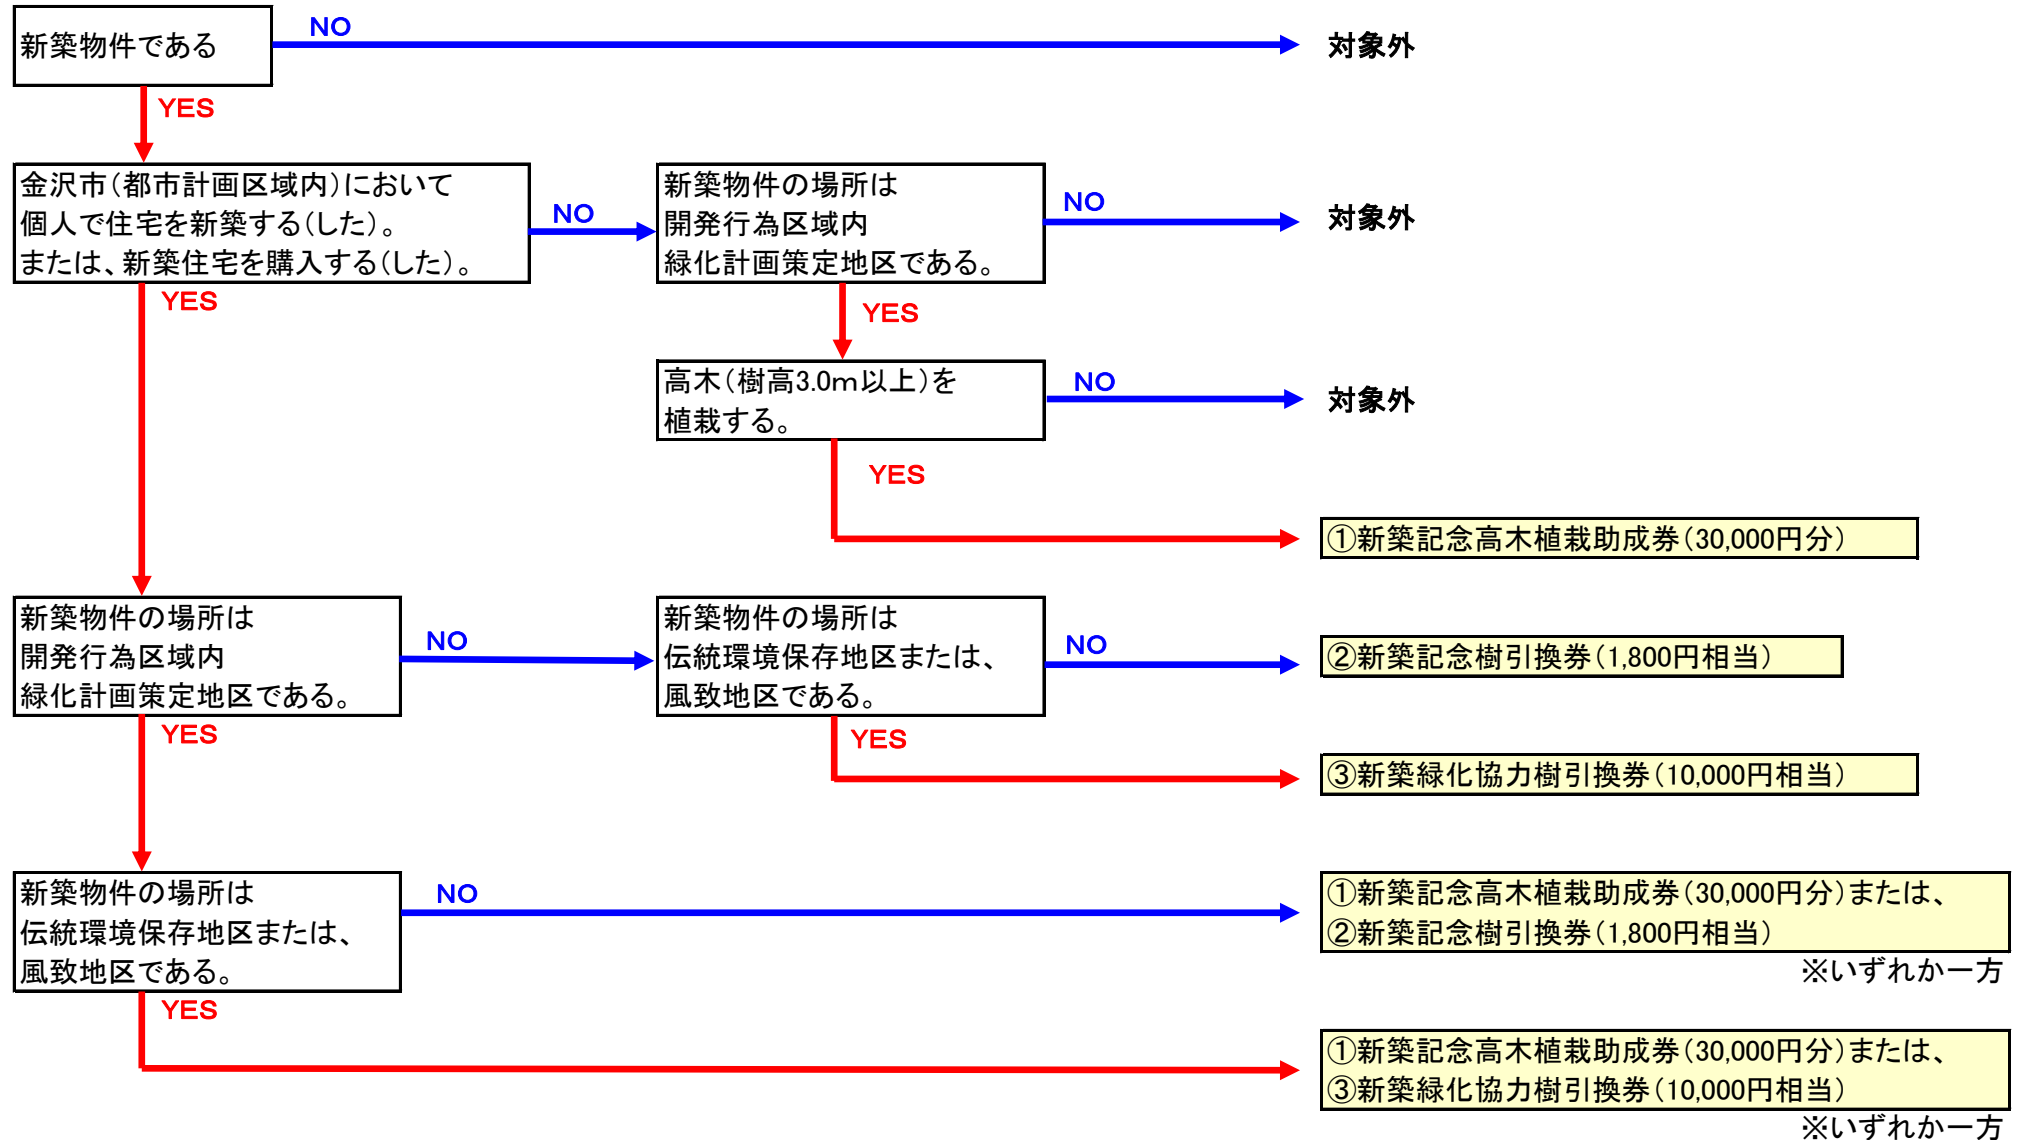 新築物件である
NO
対象外
YES
金沢市（都市計画区域内）において
個人で住宅を新築する（した）。
または、新築住宅を購入する（した）。
NO
新築物件の場所は
開発行為区域内
緑化計画策定地区である。
NO
対象外
YES
YES
高木（樹高3.0ｍ以上）を
植栽する。
NO
対象外
YES
①新築記念高木植栽助成券（30,000円分）
新築物件の場所は
開発行為区域内
緑化計画策定地区である。
NO
新築物件の場所は
伝統環境保存地区または、
風致地区である。
NO
②新築記念樹引換券（1,800円相当）
YES
YES
③新築緑化協力樹引換券（10,000円相当）
新築物件の場所は
伝統環境保存地区または、
風致地区である。
NO
①新築記念高木植栽助成券（30,000円分）または、
②新築記念樹引換券（1,800円相当）
※いずれか一方
YES
①新築記念高木植栽助成券（30,000円分）または、
③新築緑化協力樹引換券（10,000円相当）
※いずれか一方